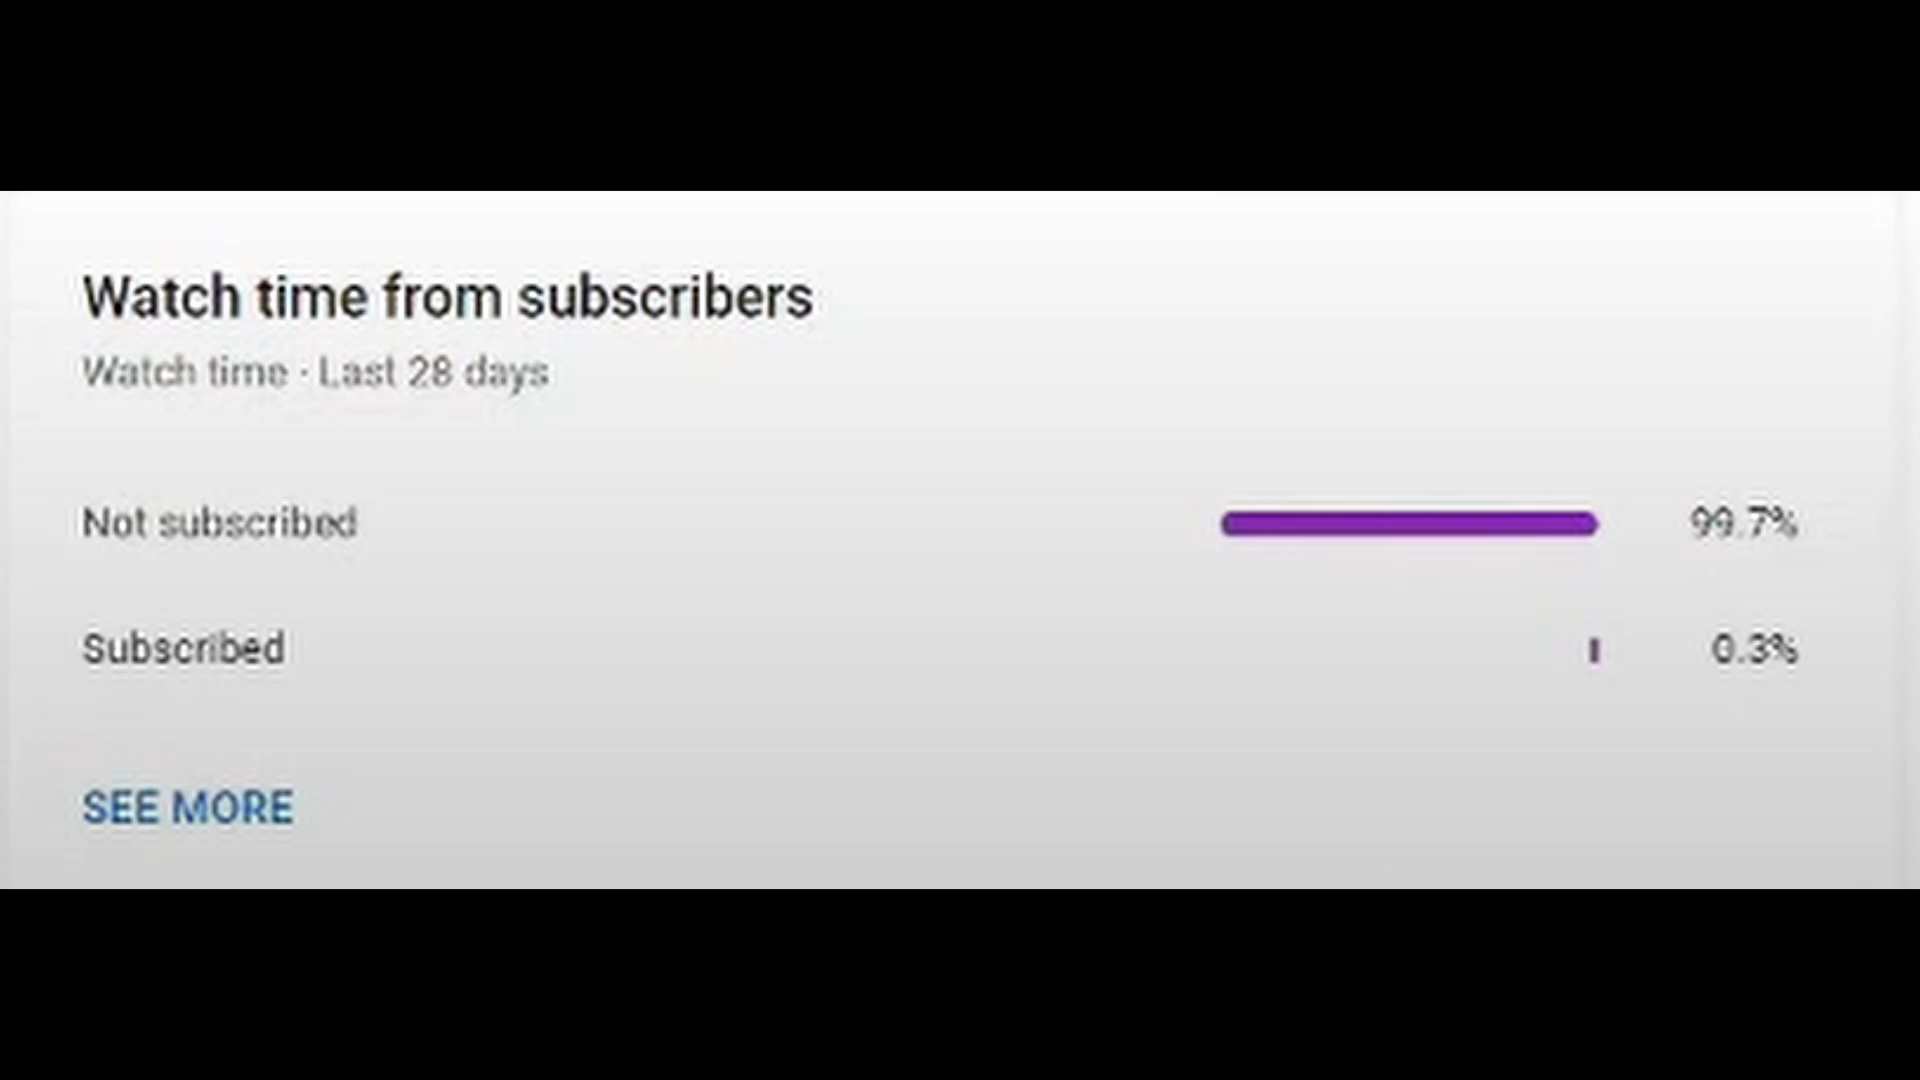 Watch time from subscribers
Watch time · Last 28 days
Not subscribed 99.7%
Subscribed 0.3%
SEE MORE